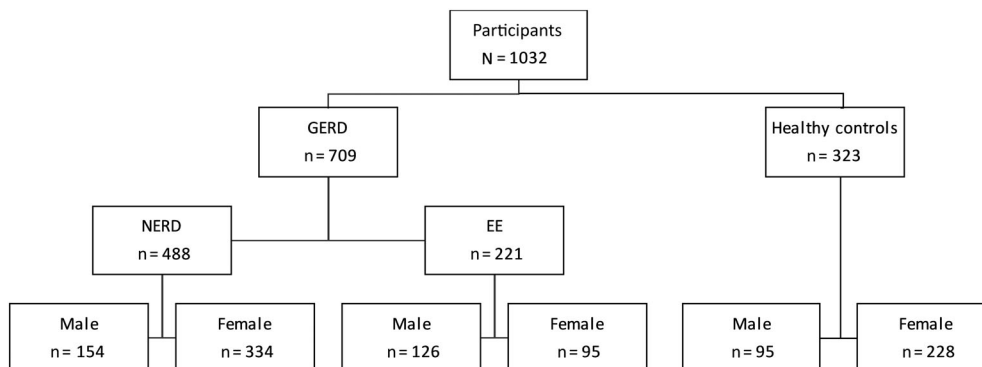 Participants
N = 1032
GERD
n = 709
Healthy controls
n = 323
NERD
n = 488
EE
n = 221
Male
n = 154
Female
n = 334
Male
n = 126
Female
n = 95
Male
n = 95
Female
n = 228